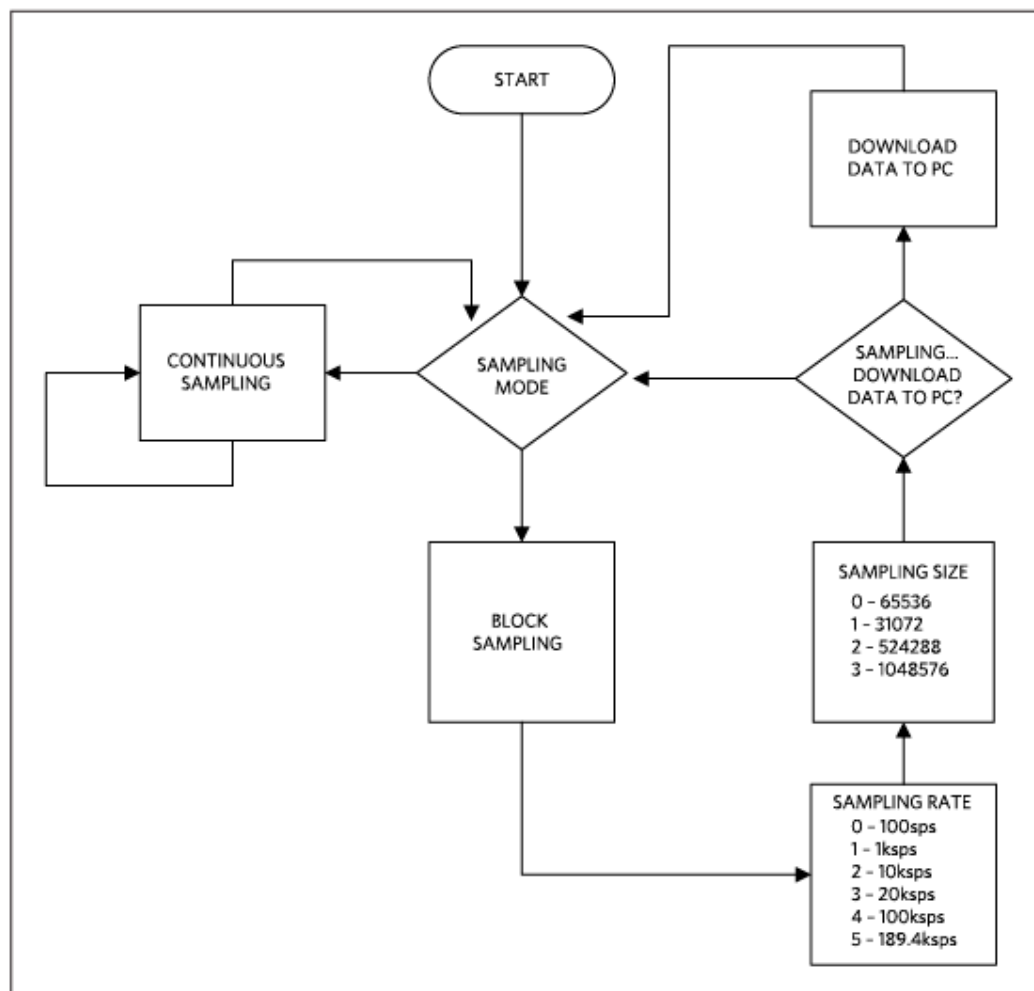 START
DOWNLOAD
DATA TO PC
CONTINUOUS
SAMPLING
SAMPLING
MODE
SAMPLING...
DOWNLOAD
DATA TO PC?
BLOCK
SAMPLING
SAMPLING SIZE
0 – 65536
1 – 31072
2 – 524288
3 – 1048576
SAMPLING RATE
0 – 100sps
1 – 1ksps
2 – 10ksps
3 – 20ksps
4 – 100ksps
5 – 189.4ksps